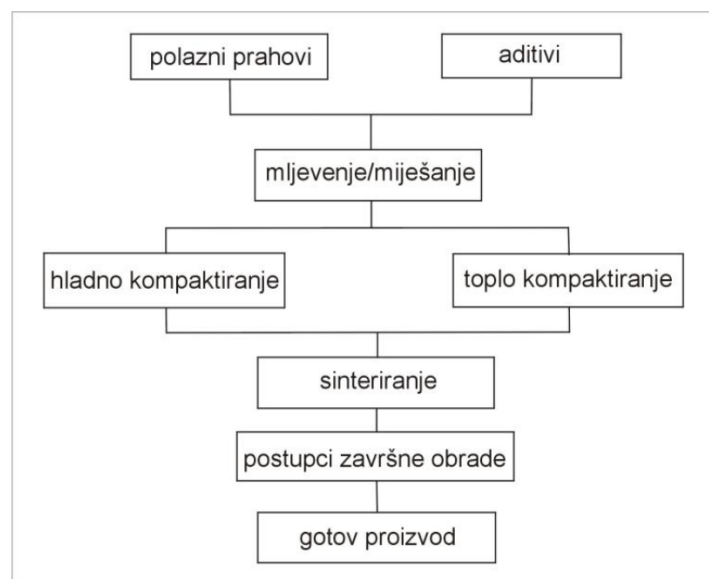 polazni prahovi
aditivi
mljevenje/miješanje
hladno kompaktiranje
toplo kompaktiranje
sinteriranje
postupci završne obrade
gotov proizvod